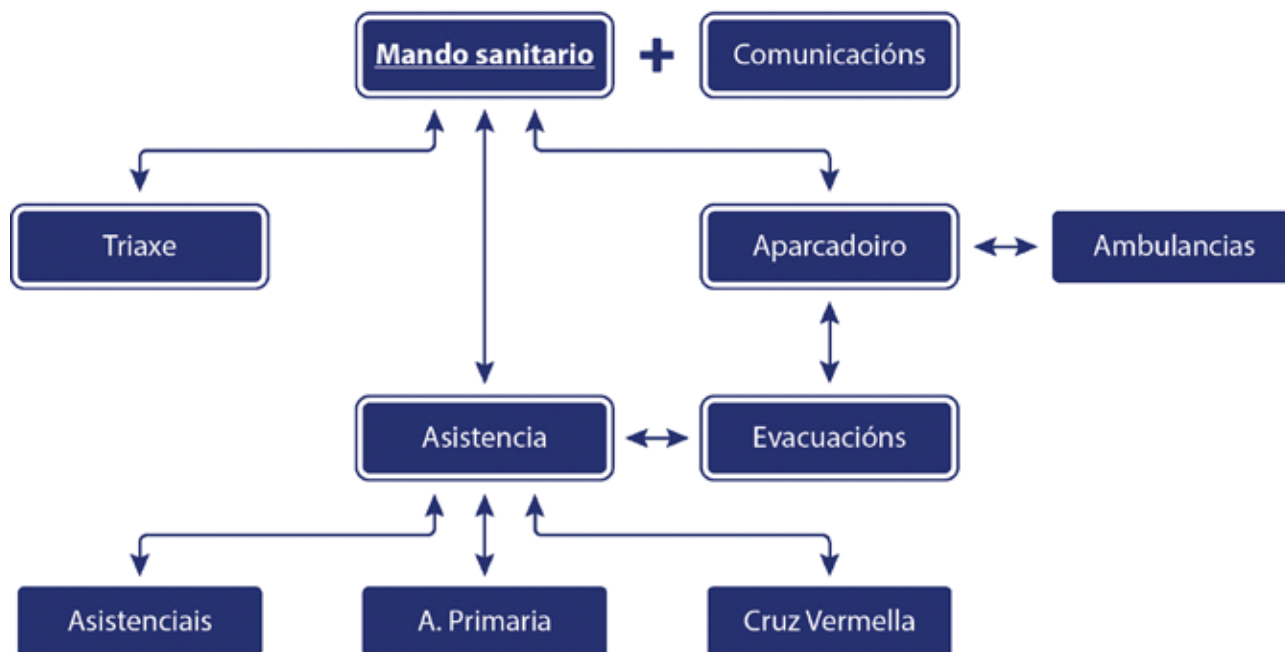 Mando sanitario
+
Comunicacións
Triaxe
Aparcadoiro
Ambulancias
Asistencia
Evacuacións
Asistenciais
A. Primaria
Cruz Vermella